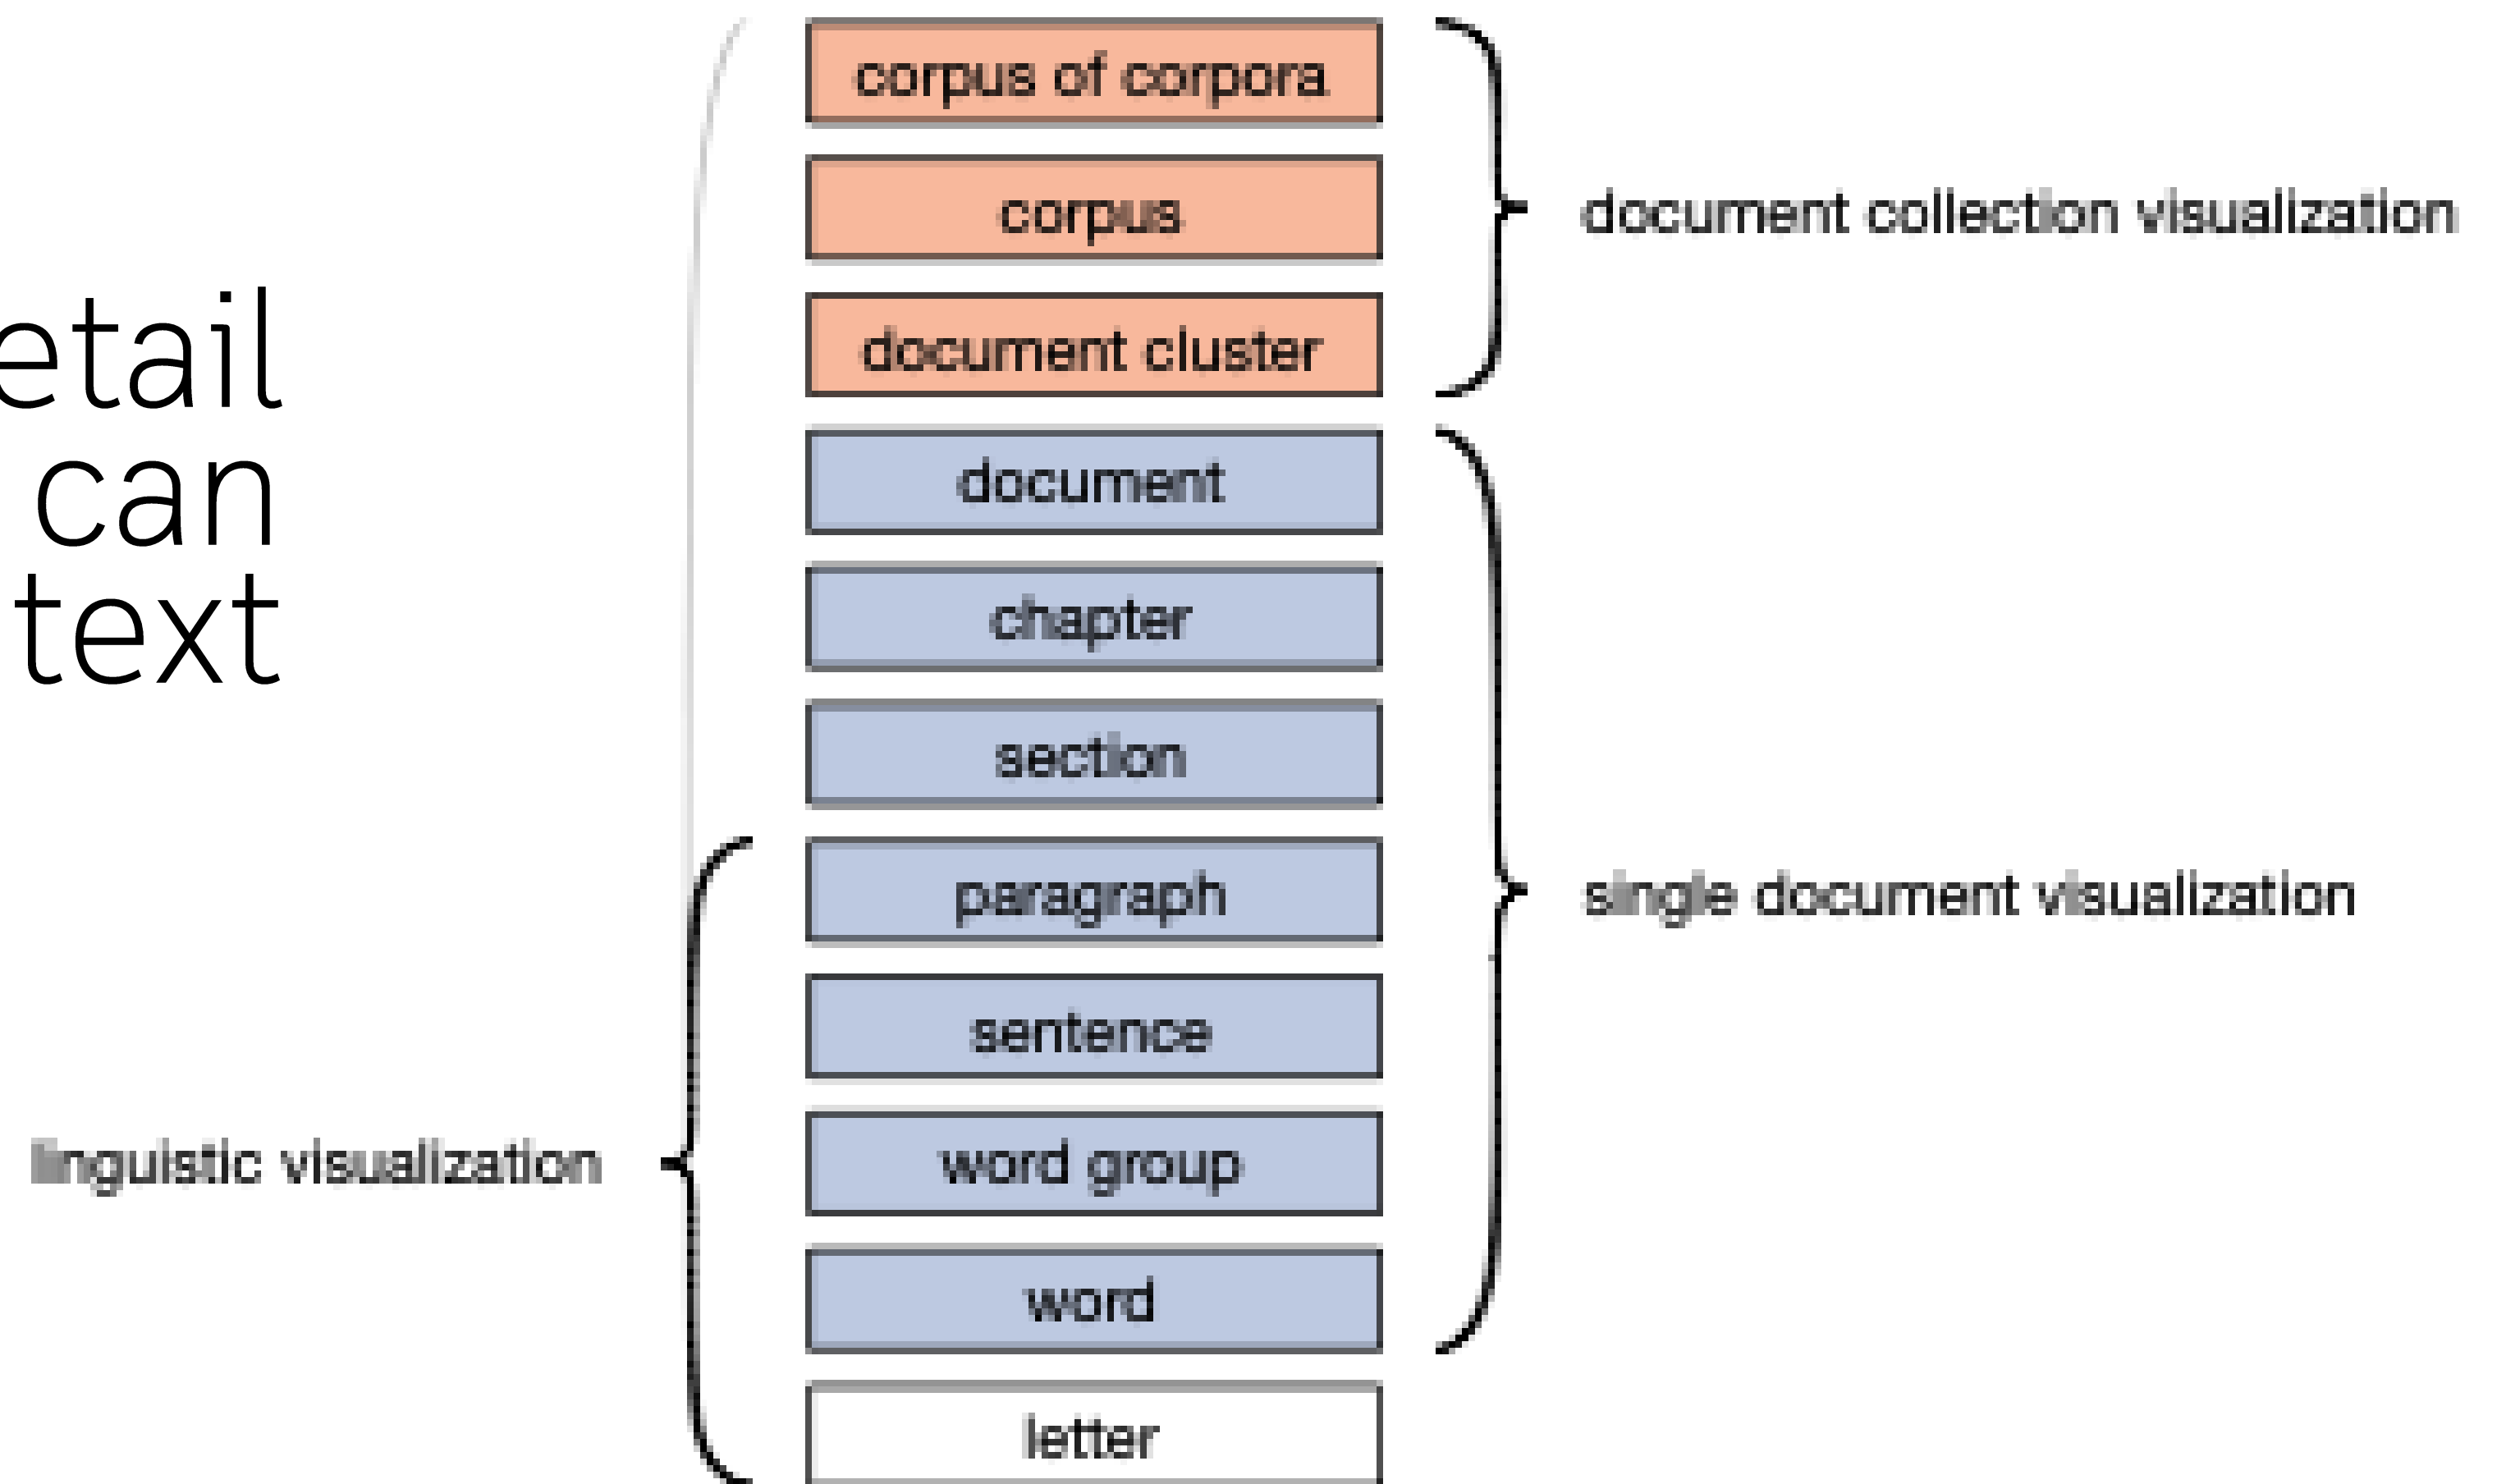 etail
can
text
corpus of corpora
corpus
document cluster
document
chapter
section
paragraph
sentence
word group
word
letter
document collection visualization
single document visualization
linguistic visualization